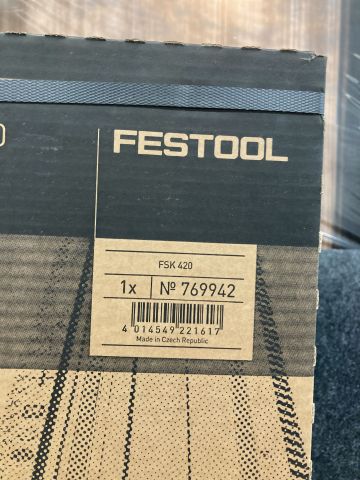 FESTOOL
FSK 420
1x
Nº 769942
4 014549 221617
Made in Czech Republic